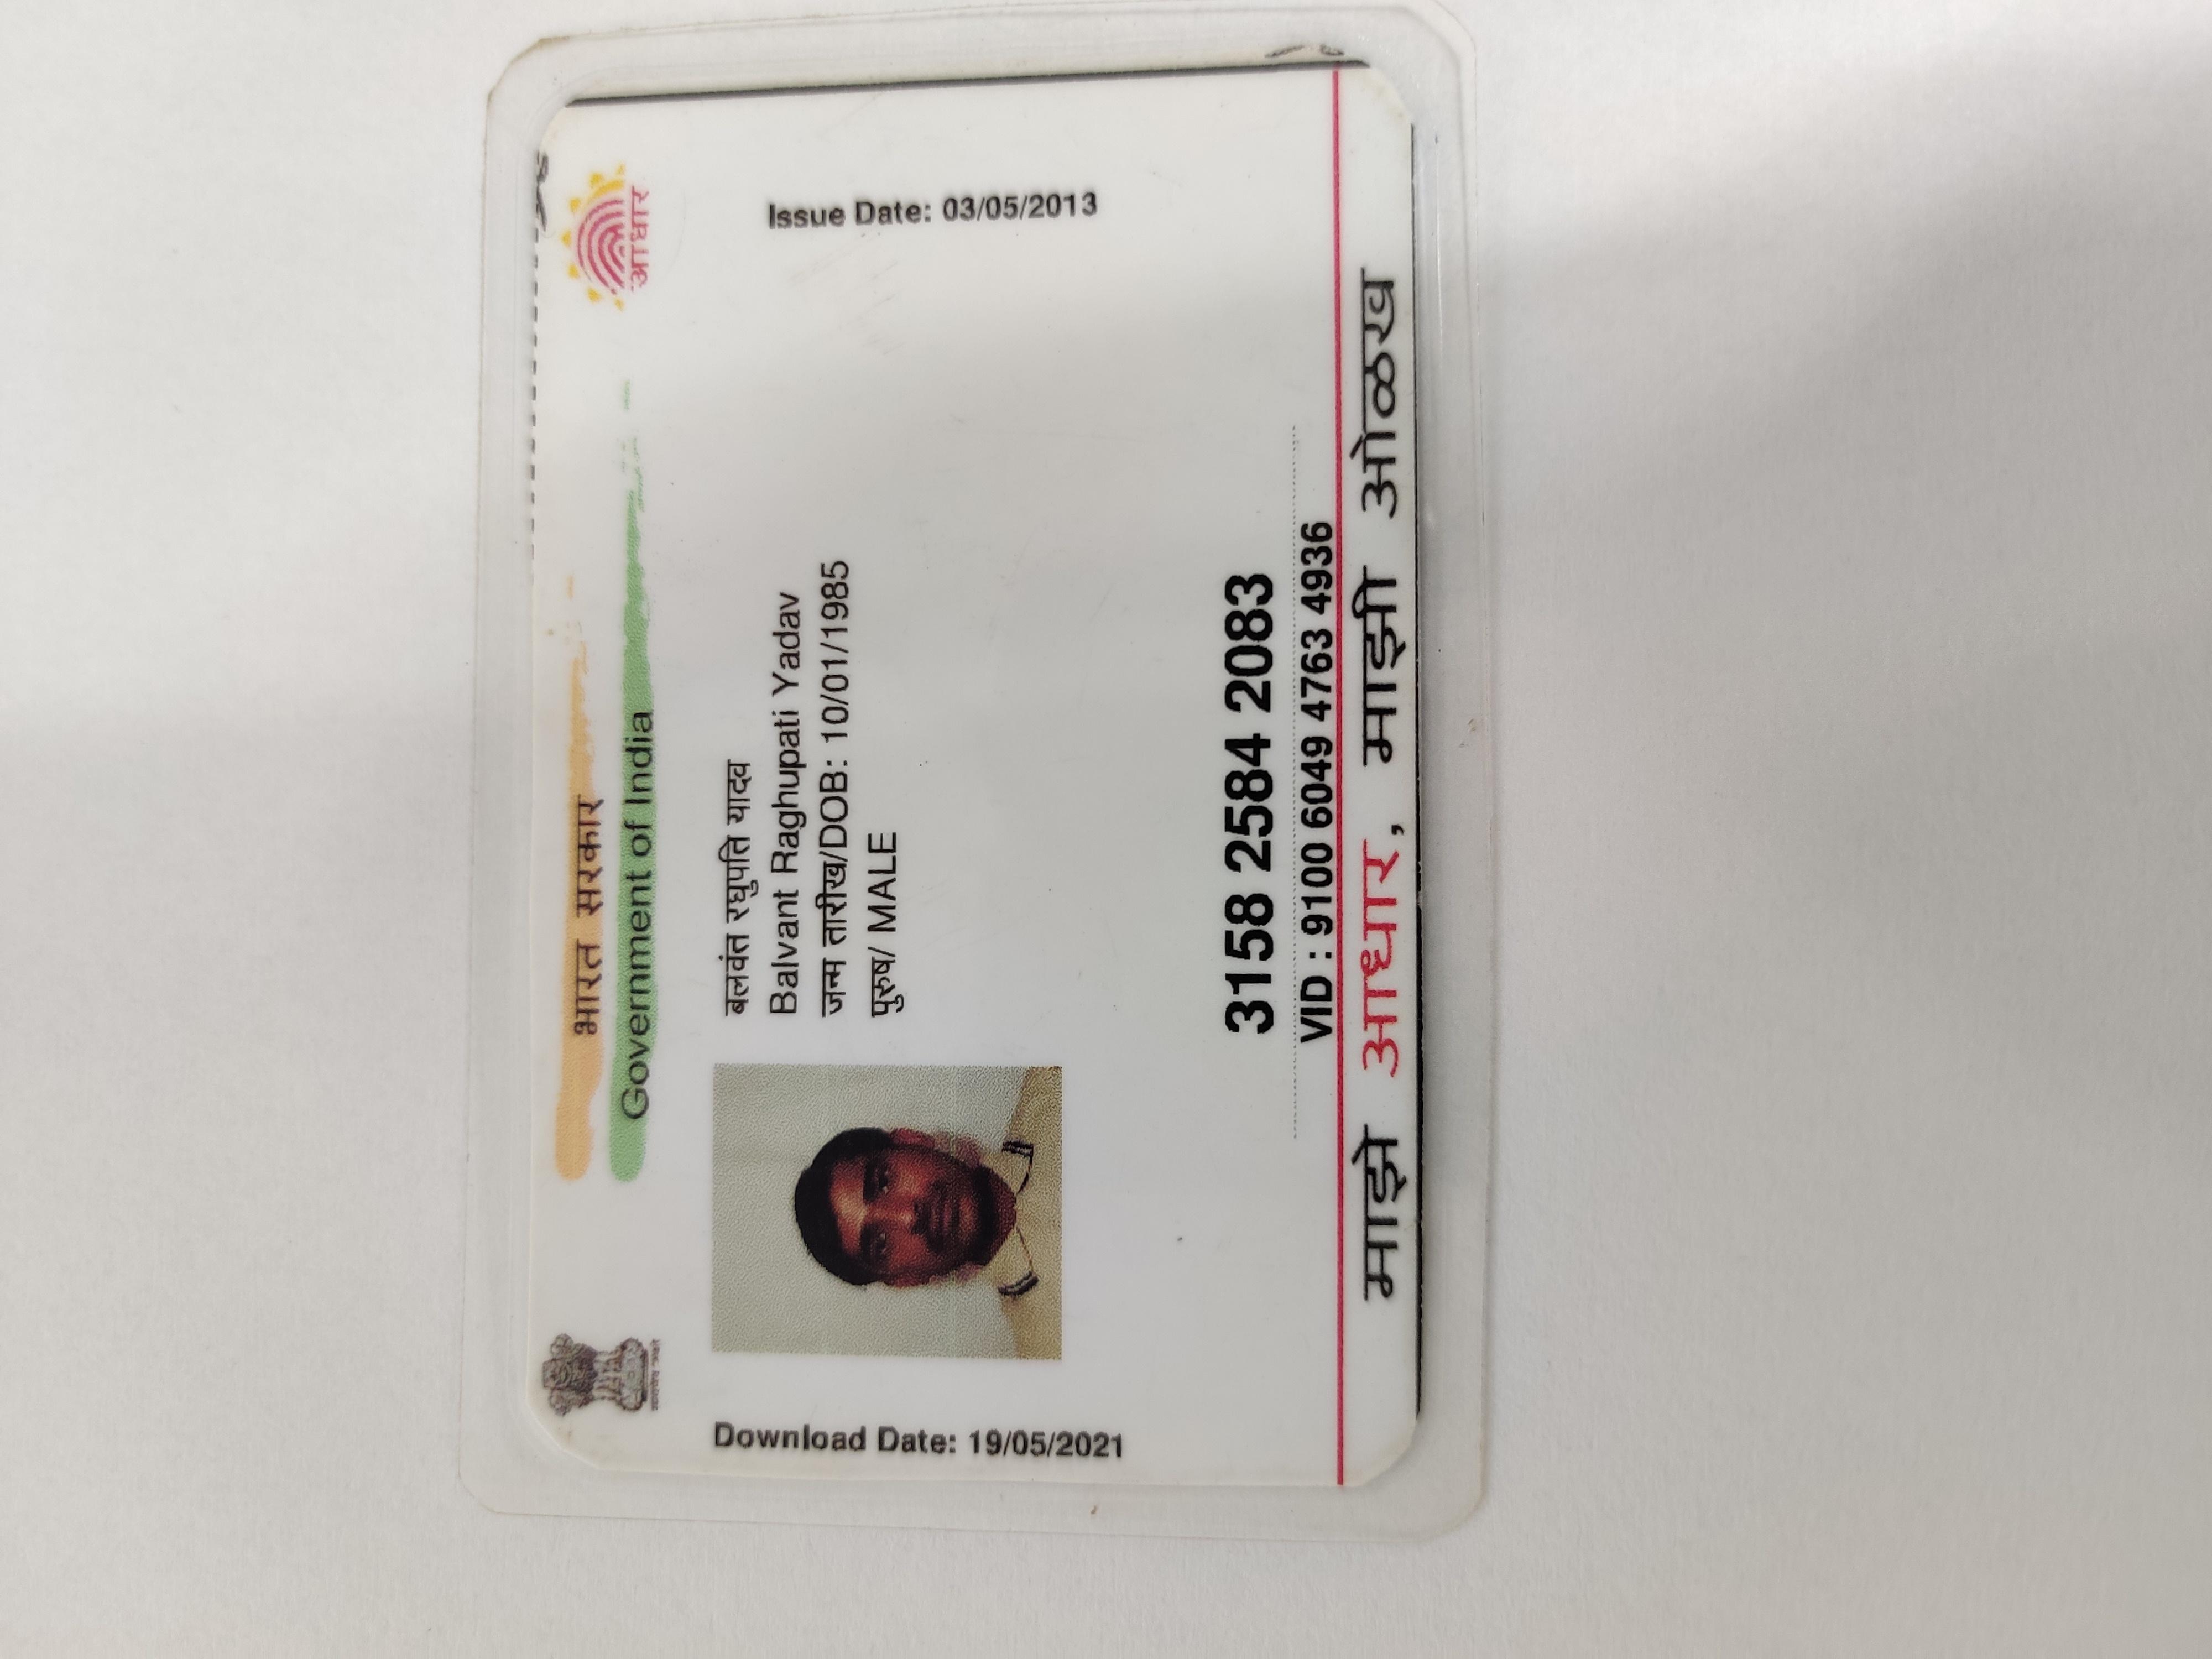 भारत सरकार
Government of India
आधार
Download Date: 19/05/2021
बलवंत रघुपति यादव
Balvant Raghupati Yadav
जन्म तारीख/DOB: 10/01/1985
पुरुष/ MALE
Issue Date: 03/05/2013
3158 2584 2083
VID : 9100 6049 4763 4936
माझे आधार, माझी ओळख